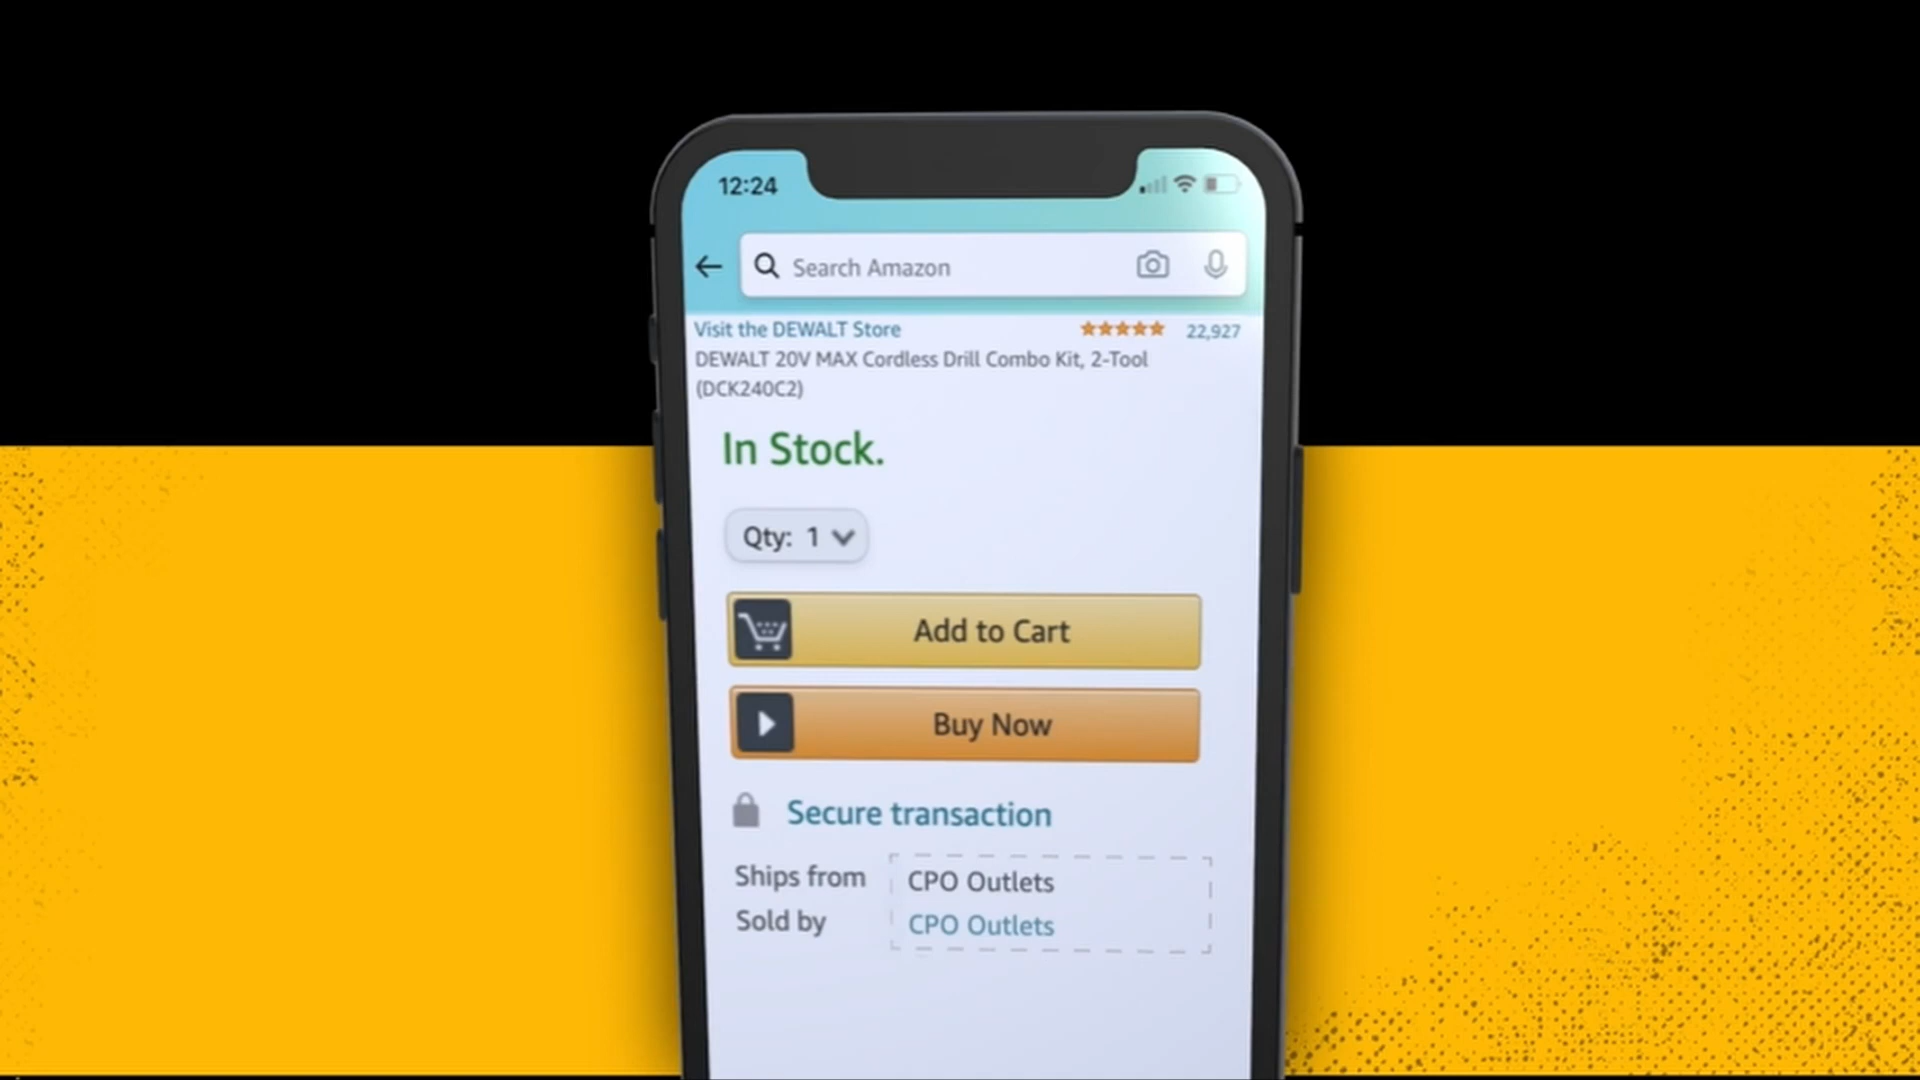 12:24
Search Amazon
Visit the DEWALT Store 22,927
DEWALT 20V MAX Cordless Drill Combo Kit, 2-Tool
(DCK240C2)
In Stock.
Qty: 1
Add to Cart
Buy Now
Secure transaction
Ships from CPO Outlets
Sold by CPO Outlets